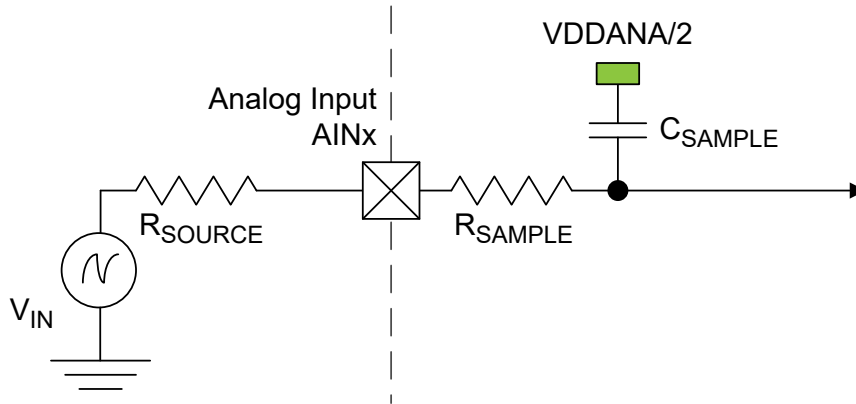 VDDANA/2
Analog Input
AINx
CSAMPLE
RSOURCE
RSAMPLE
VIN